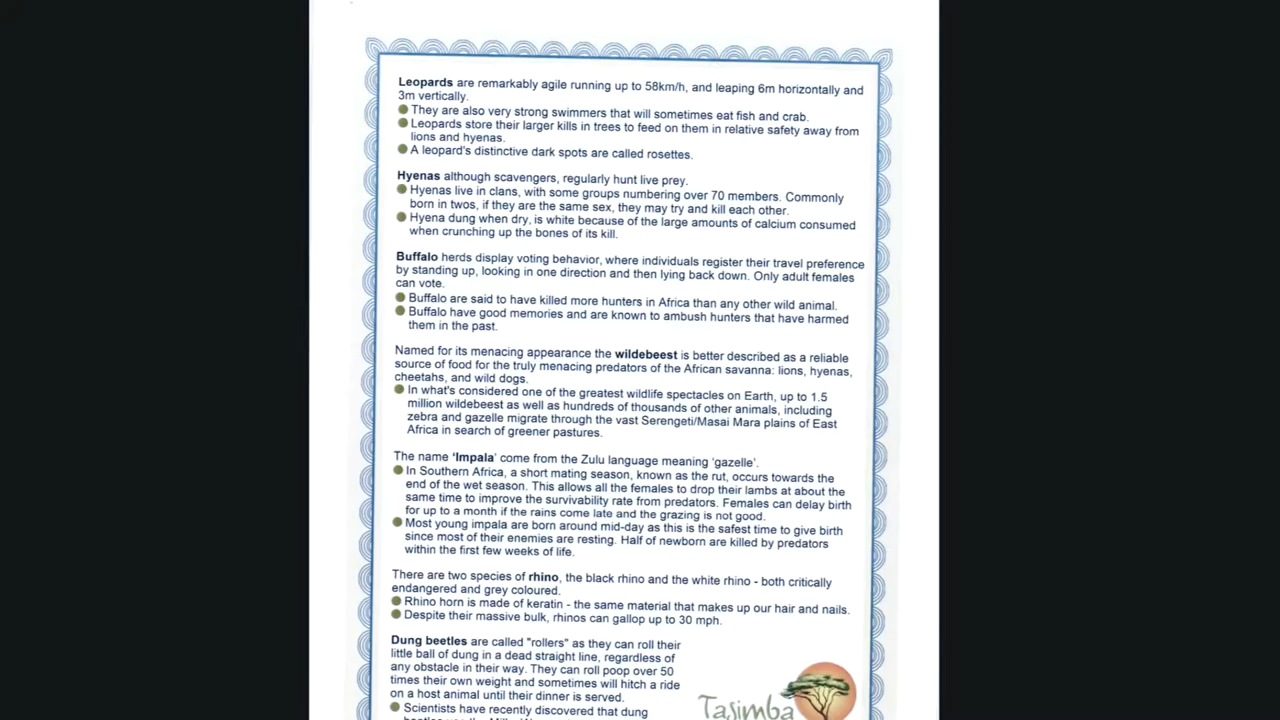 Leopards are remarkably agile running up to 58km/h, and leaping 6m horizontally and
3m vertically.
They are also very strong swimmers that will sometimes eat fish and crab.
Leopards store their larger kills in trees to feed on them in relative safety away from
lions and hyenas.
A leopard's distinctive dark spots are called rosettes.
Hyenas although scavengers, regularly hunt live prey.
Hyenas live in clans, with some groups numbering over 70 members. Commonly
born in twos, if they are the same sex, they may try and kill each other.
Hyena dung when dry, is white because of the large amounts of calcium consumed
when crunching up the bones of its kill.
Buffalo herds display voting behavior, where individuals register their travel preference
by standing up, looking in one direction and then lying back down. Only adult females
can vote.
Buffalo are said to have killed more hunters in Africa than any other wild animal.
Buffalo have good memories and are known to ambush hunters that have harmed
them in the past.
Named for its menacing appearance the wildebeest is better described as a reliable
source of food for the truly menacing predators of the African savanna: lions, hyenas,
cheetahs, and wild dogs.
In what's considered one of the greatest wildlife spectacles on Earth, up to 1.5
million wildebeest as well as hundreds of thousands of other animals, including
zebra and gazelle migrate through the vast Serengeti/Masai Mara plains of East
Africa in search of greener pastures.
The name 'Impala' come from the Zulu language meaning 'gazelle'.
In Southern Africa, a short mating season, known as the rut, occurs towards the
end of the wet season. This allows all the females to drop their lambs at about the
same time to improve the survivability rate from predators. Females can delay birth
for up to a month if the rains come late and the grazing is not good.
Most young impala are born around mid-day as this is the safest time to give birth
since most of their enemies are resting. Half of newborn are killed by predators
within the first few weeks of life.
There are two species of rhino, the black rhino and the white rhino - both critically
endangered and grey coloured.
Rhino horn is made of keratin - the same material that makes up our hair and nails.
Despite their massive bulk, rhinos can gallop up to 30 mph.
Dung beetles are called "rollers" as they can roll their
little ball of dung in a dead straight line, regardless of
any obstacle in their way. They can roll poop over 50
times their own weight and sometimes will hitch a ride
on a host animal until their dinner is served.
Scientists have recently discovered that dung
Tasimba